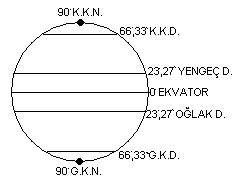 90°K.K.N.
66,33°K.K.D.
23,27°YENGEÇ D.
0°EKVATOR
23,27°OĞLAK D.
66,33°G.K.D.
90°G.K.N.